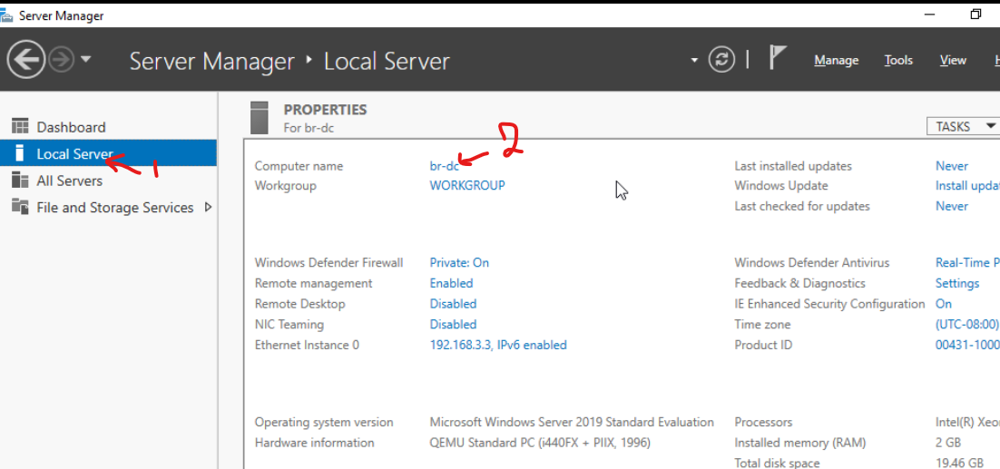 Server Manager
Server Manager ‣ Local Server
Manage Tools View
Dashboard
Local Server
All Servers
File and Storage Services
1
PROPERTIES
For br-dc
TASKS
2
Computer name br-dc
Workgroup WORKGROUP
Last installed updates Never
Windows Update Install
Last checked for updates Never
Windows Defender Firewall Private: On
Remote management Enabled
Remote Desktop Disabled
NIC Teaming Disabled
Ethernet Instance 0 192.168.3.3, IPv6 enabled
Windows Defender Antivirus Real-Time
Feedback & Diagnostics Settings
IE Enhanced Security Configuration On
Time zone (UTC-08:00)
Product ID 00431-1000
Operating system version Microsoft Windows Server 2019 Standard Evaluation
Hardware information QEMU Standard PC (i440FX + PIIX, 1996)
Processors Intel(R)
Installed memory (RAM) 2 GB
Total disk space 19.46 GB